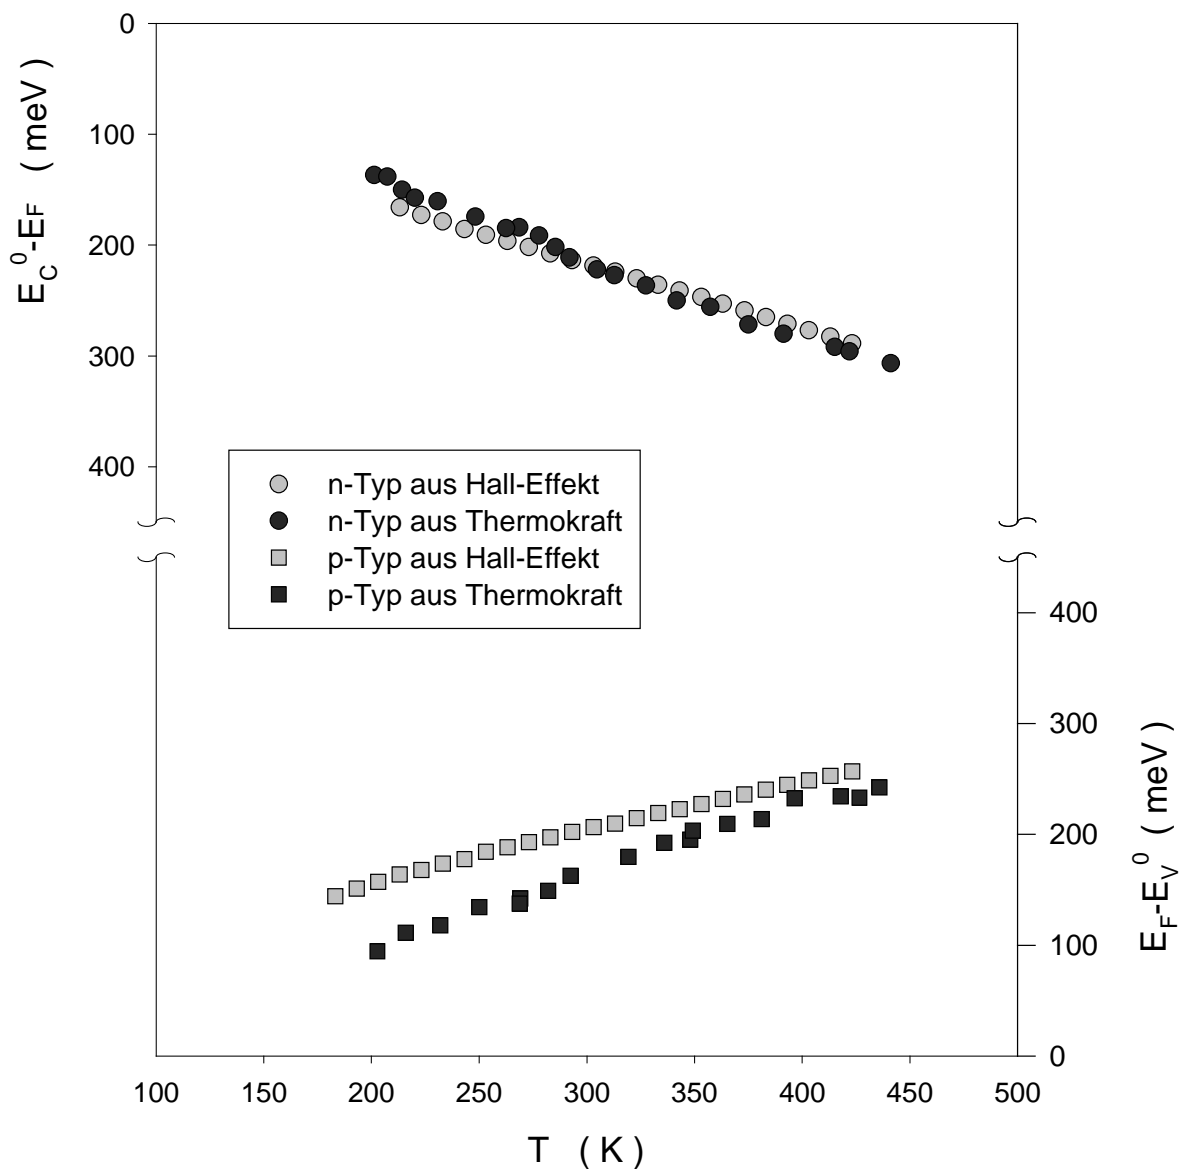 0
100
200
300
400
E_C^0-E_F (meV)
n-Typ aus Hall-Effekt
n-Typ aus Thermokraft
p-Typ aus Hall-Effekt
p-Typ aus Thermokraft
400
300
200
100
0
E_F-E_V^0 (meV)
100 150 200 250 300 350 400 450 500
T (K)